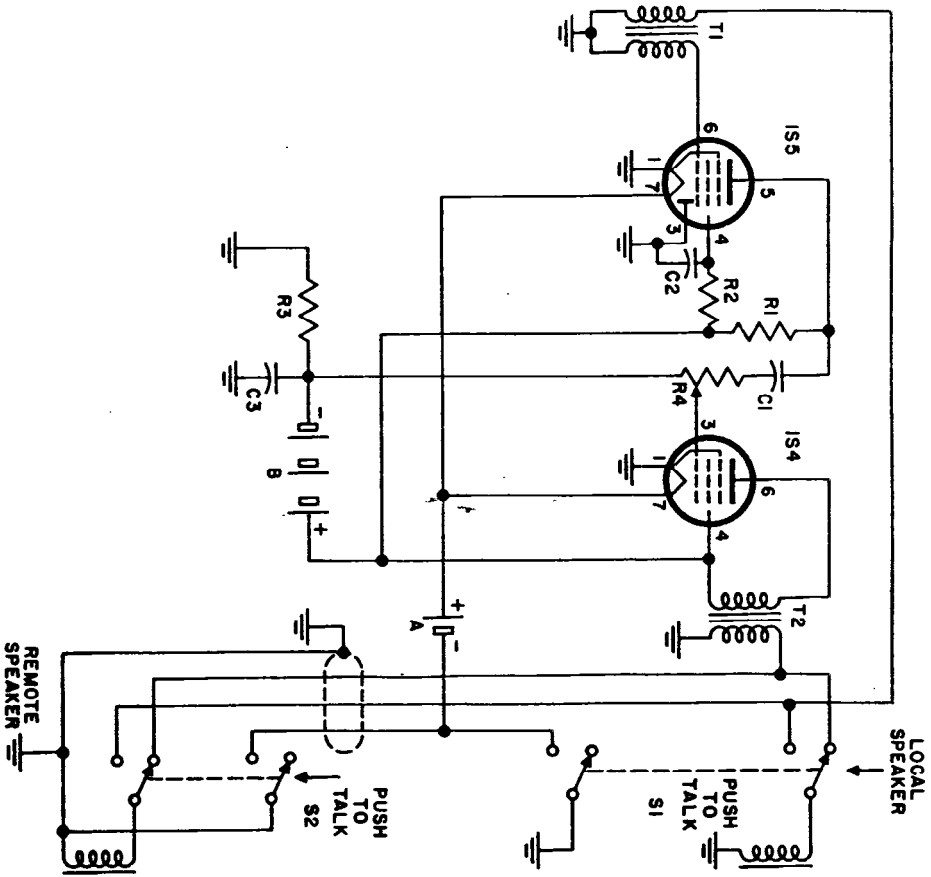 LOCAL
SPEAKER
T1
1S5
5
6
1
7
3
4
C2
R2
R1
C1
R4
1S4
6
3
1
7
4
T2
PUSH
TO
TALK
S1
A
+
-
R3
C3
-
B
+
PUSH
TO
TALK
S2
REMOTE
SPEAKER